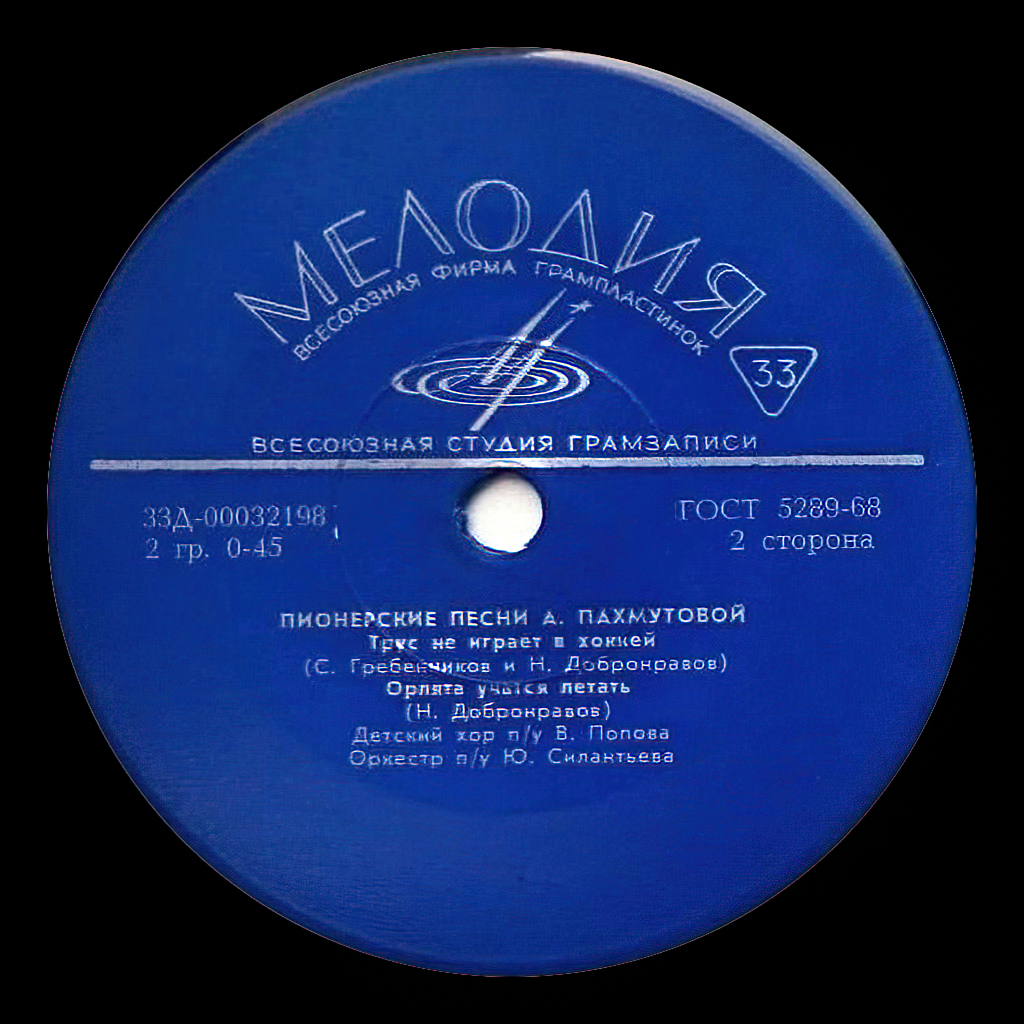 МЕЛОДИЯ
ВСЕСОЮЗНАЯ ФИРМА ГРАМПЛАСТИНОК
33
ВСЕСОЮЗНАЯ СТУДИЯ ГРАМЗАПИСИ
33Д-00032198
2 гр. 0-45
ГОСТ 5289-68
2 сторона
ПИОНЕРСКИЕ ПЕСНИ А. ПАХМУТОВОЙ
Трус не играет в хоккей
(С. Гребенчиков и Н. Добронравов)
Орлята учатся летать
(Н. Добронравов)
Детский хор п/у В. Попова
Оркестр п/у Ю. Силантьева